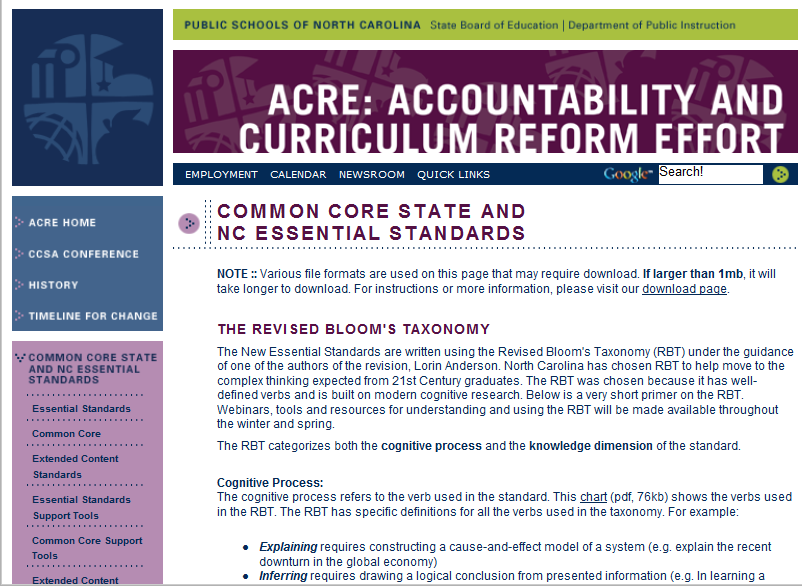 PUBLIC SCHOOLS OF NORTH CAROLINA State Board of Education | Department of Public Instruction
ACRE: ACCOUNTABILITY AND
CURRICULUM REFORM EFFORT
EMPLOYMENT CALENDAR NEWSROOM QUICK LINKS Google™ Search!
ACRE HOME
CCSA CONFERENCE
HISTORY
TIMELINE FOR CHANGE
COMMON CORE STATE
AND NC ESSENTIAL
STANDARDS
Essential Standards
Common Core
Extended Content
Standards
Essential Standards
Support Tools
Common Core Support
Tools
Extended Content
COMMON CORE STATE AND
NC ESSENTIAL STANDARDS
NOTE :: Various file formats are used on this page that may require download. If larger than 1mb, it will
take longer to download. For instructions or more information, please visit our download page.
THE REVISED BLOOM'S TAXONOMY
The New Essential Standards are written using the Revised Bloom's Taxonomy (RBT) under the guidance
of one of the authors of the revision, Lorin Anderson. North Carolina has chosen RBT to help move to the
complex thinking expected from 21st Century graduates. The RBT was chosen because it has well-
defined verbs and is built on modern cognitive research. Below is a very short primer on the RBT.
Webinars, tools and resources for understanding and using the RBT will be made available throughout
the winter and spring.
The RBT categorizes both the cognitive process and the knowledge dimension of the standard.
Cognitive Process:
The cognitive process refers to the verb used in the standard. This chart (pdf, 76kb) shows the verbs used
in the RBT. The RBT has specific definitions for all the verbs used in the taxonomy. For example:
● Explaining requires constructing a cause-and-effect model of a system (e.g. explain the recent
downturn in the global economy)
● Inferring requires drawing a logical conclusion from presented information (e.g. In learning a